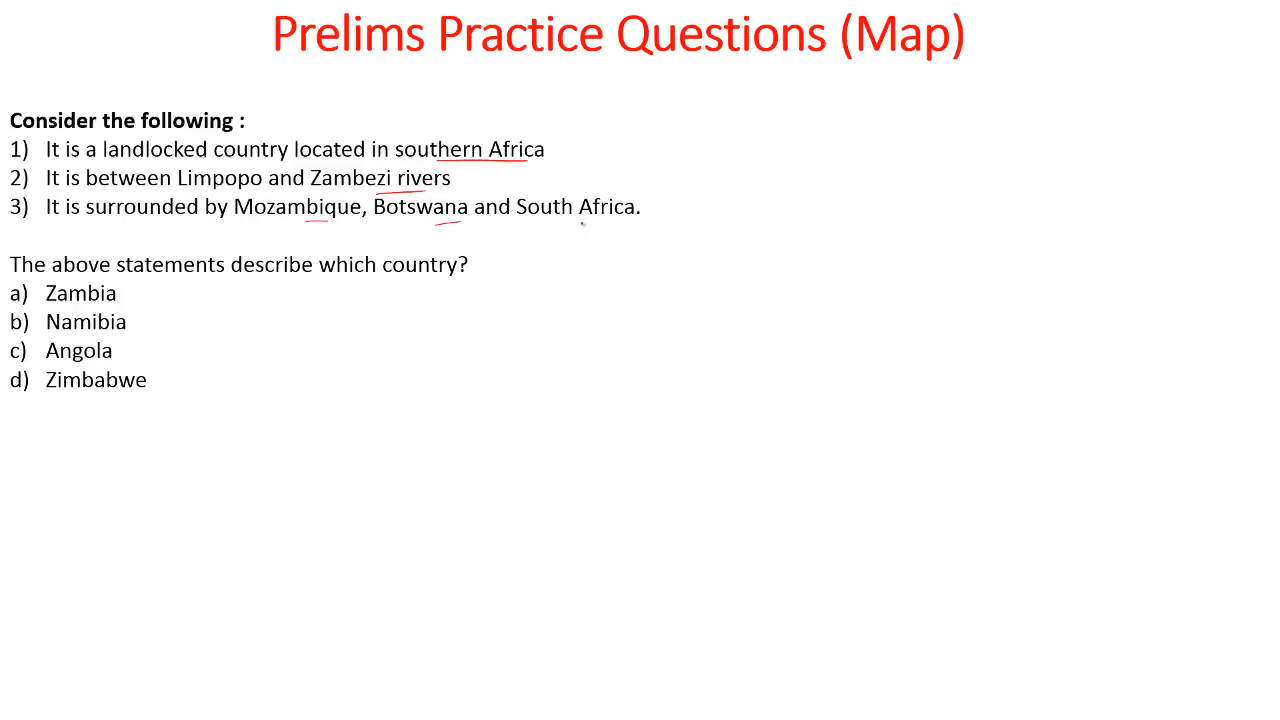 Prelims Practice Questions (Map)
Consider the following :
1) It is a landlocked country located in southern Africa
2) It is between Limpopo and Zambezi rivers
3) It is surrounded by Mozambique, Botswana and South Africa.
The above statements describe which country?
a) Zambia
b) Namibia
c) Angola
d) Zimbabwe